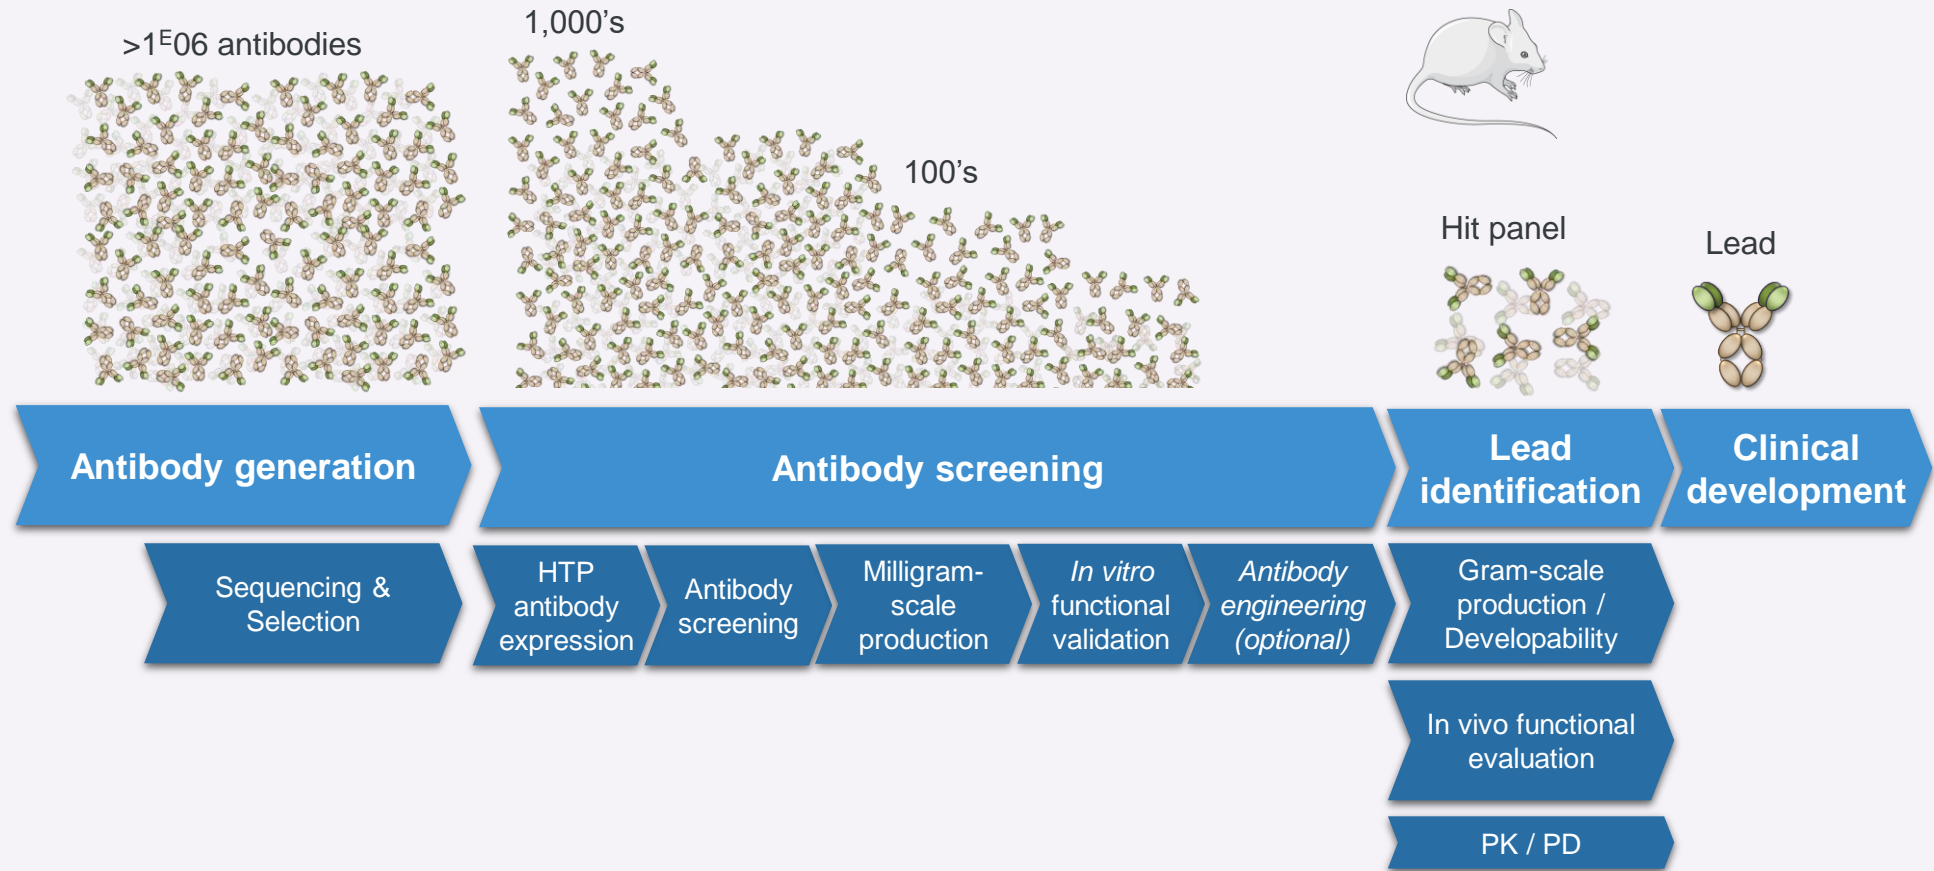 >1E06 antibodies
1,000’s
100’s
Hit panel
Lead
Antibody generation
Antibody screening
Lead
identification
Clinical
development
Sequencing &
Selection
HTP
antibody
expression
Antibody
screening
Milligram-
scale
production
In vitro
functional
validation
Antibody
engineering
(optional)
Gram-scale
production /
Developability
In vivo functional
evaluation
PK / PD